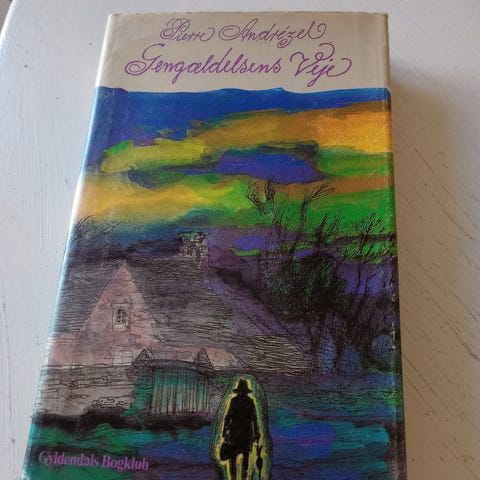 Pierre Andrézel
Gengældelsens Veje
Gyldendals Bogklub